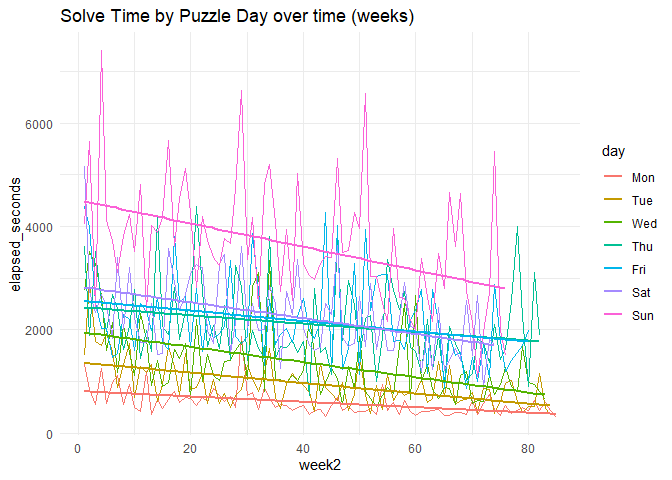 Solve Time by Puzzle Day over time (weeks)
elapsed_seconds
6000
4000
2000
0
0
20
40
60
80
week2
day
Mon
Tue
Wed
Thu
Fri
Sat
Sun